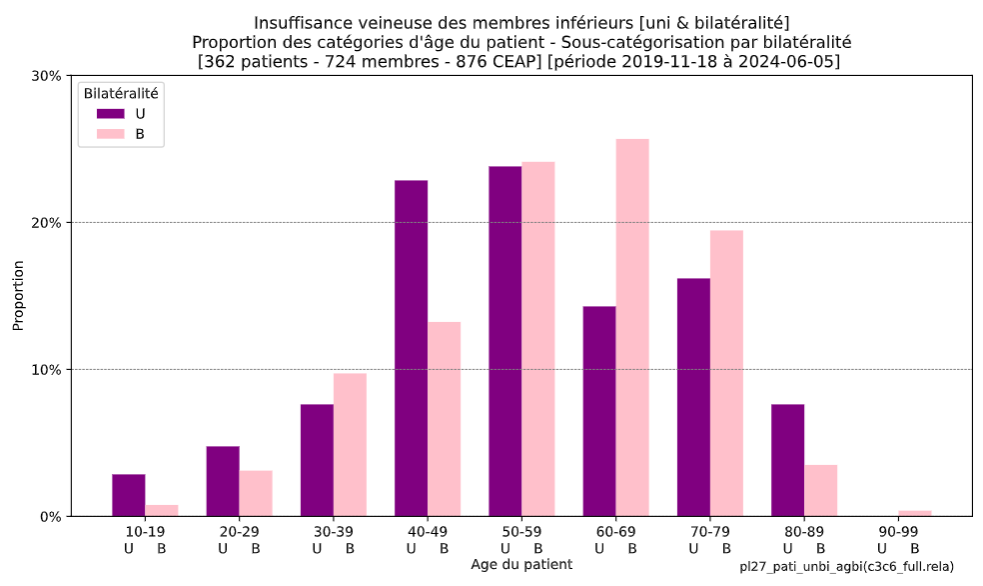 Insuffisance veineuse des membres inférieurs [uni & bilatéralité]
Proportion des catégories d'âge du patient - Sous-catégorisation par bilatéralité
[362 patients - 724 membres - 876 CEAP] [période 2019-11-18 à 2024-06-05]
30%
Bilatéralité
U
B
20%
Proportion
10%
0%
10-19 20-29 30-39 40-49 50-59 60-69 70-79 80-89 90-99
U B U B U B U B U B U B U B U B U B
Age du patient
pl27_pati_unbi_agbi(c3c6_full.rela)